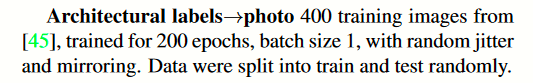 Architectural labels→photo 400 training images from
[45], trained for 200 epochs, batch size 1, with random jitter
and mirroring. Data were split into train and test randomly.